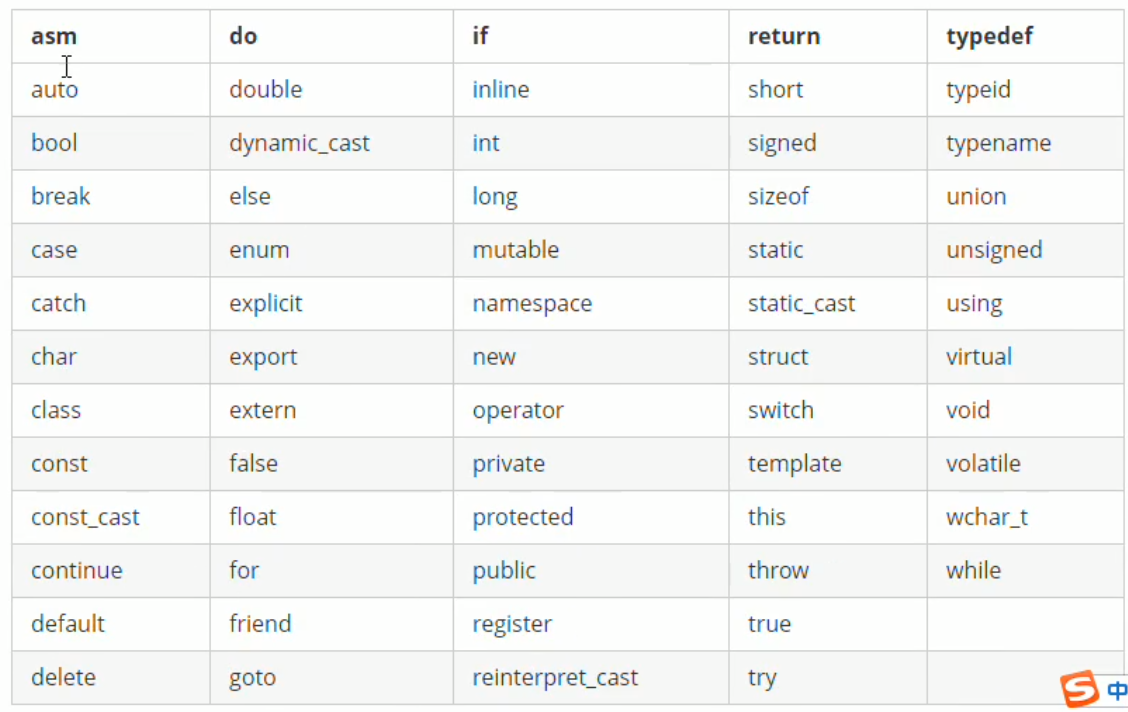 asm do if return typedef
auto double inline short typeid
bool dynamic_cast int signed typename
break else long sizeof union
case enum mutable static unsigned
catch explicit namespace static_cast using
char export new struct virtual
class extern operator switch void
const false private template volatile
const_cast float protected this wchar_t
continue for public throw while
default friend register true
delete goto reinterpret_cast try
S 中